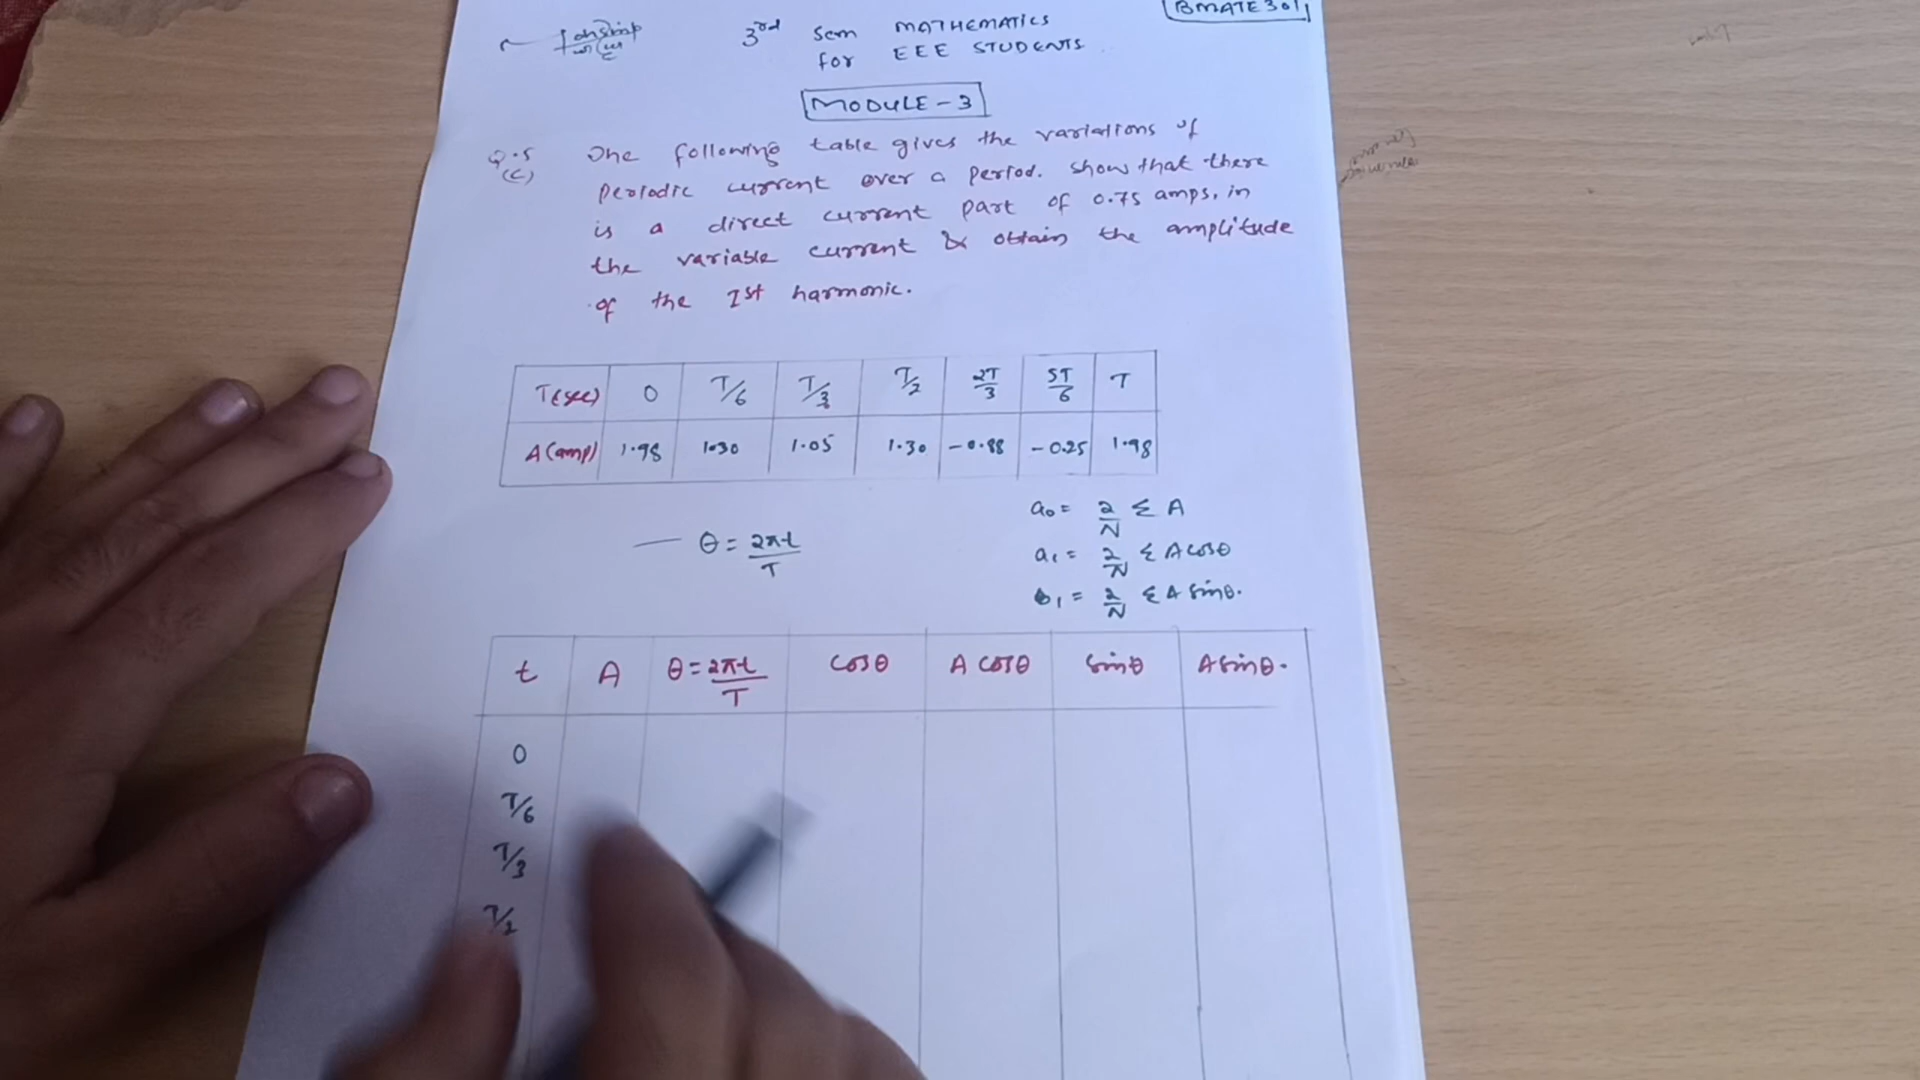 3rd Sem MATHEMATICS
for EEE STUDENTS
BMATE301
MODULE-3
Q.5 (c) The following table gives the variations of
periodic current over a period. Show that there
is a direct current part of 0.75 amps, in
the variable current & obtain the amplitude
of the Ist harmonic.
T(sec) 0 T/6 T/3 T/2 2T/3 5T/6 T
A(amp) 1.98 1.30 1.05 1.30 -0.88 -0.25 1.98
a0 = 2/N Σ A
θ = 2πt/T
a1 = 2/N Σ A cosθ
b1 = 2/N Σ A sinθ.
t A θ = 2πt/T cosθ A cosθ sinθ A sinθ.
0
T/6
T/3
T/2